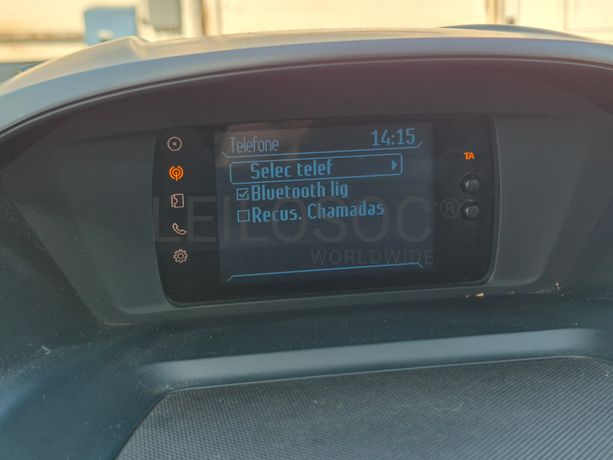 Telefone 14:15
TA
Selec telef
Bluetooth lig
Recus. Chamadas
LEILOSOC®
WORLDWIDE